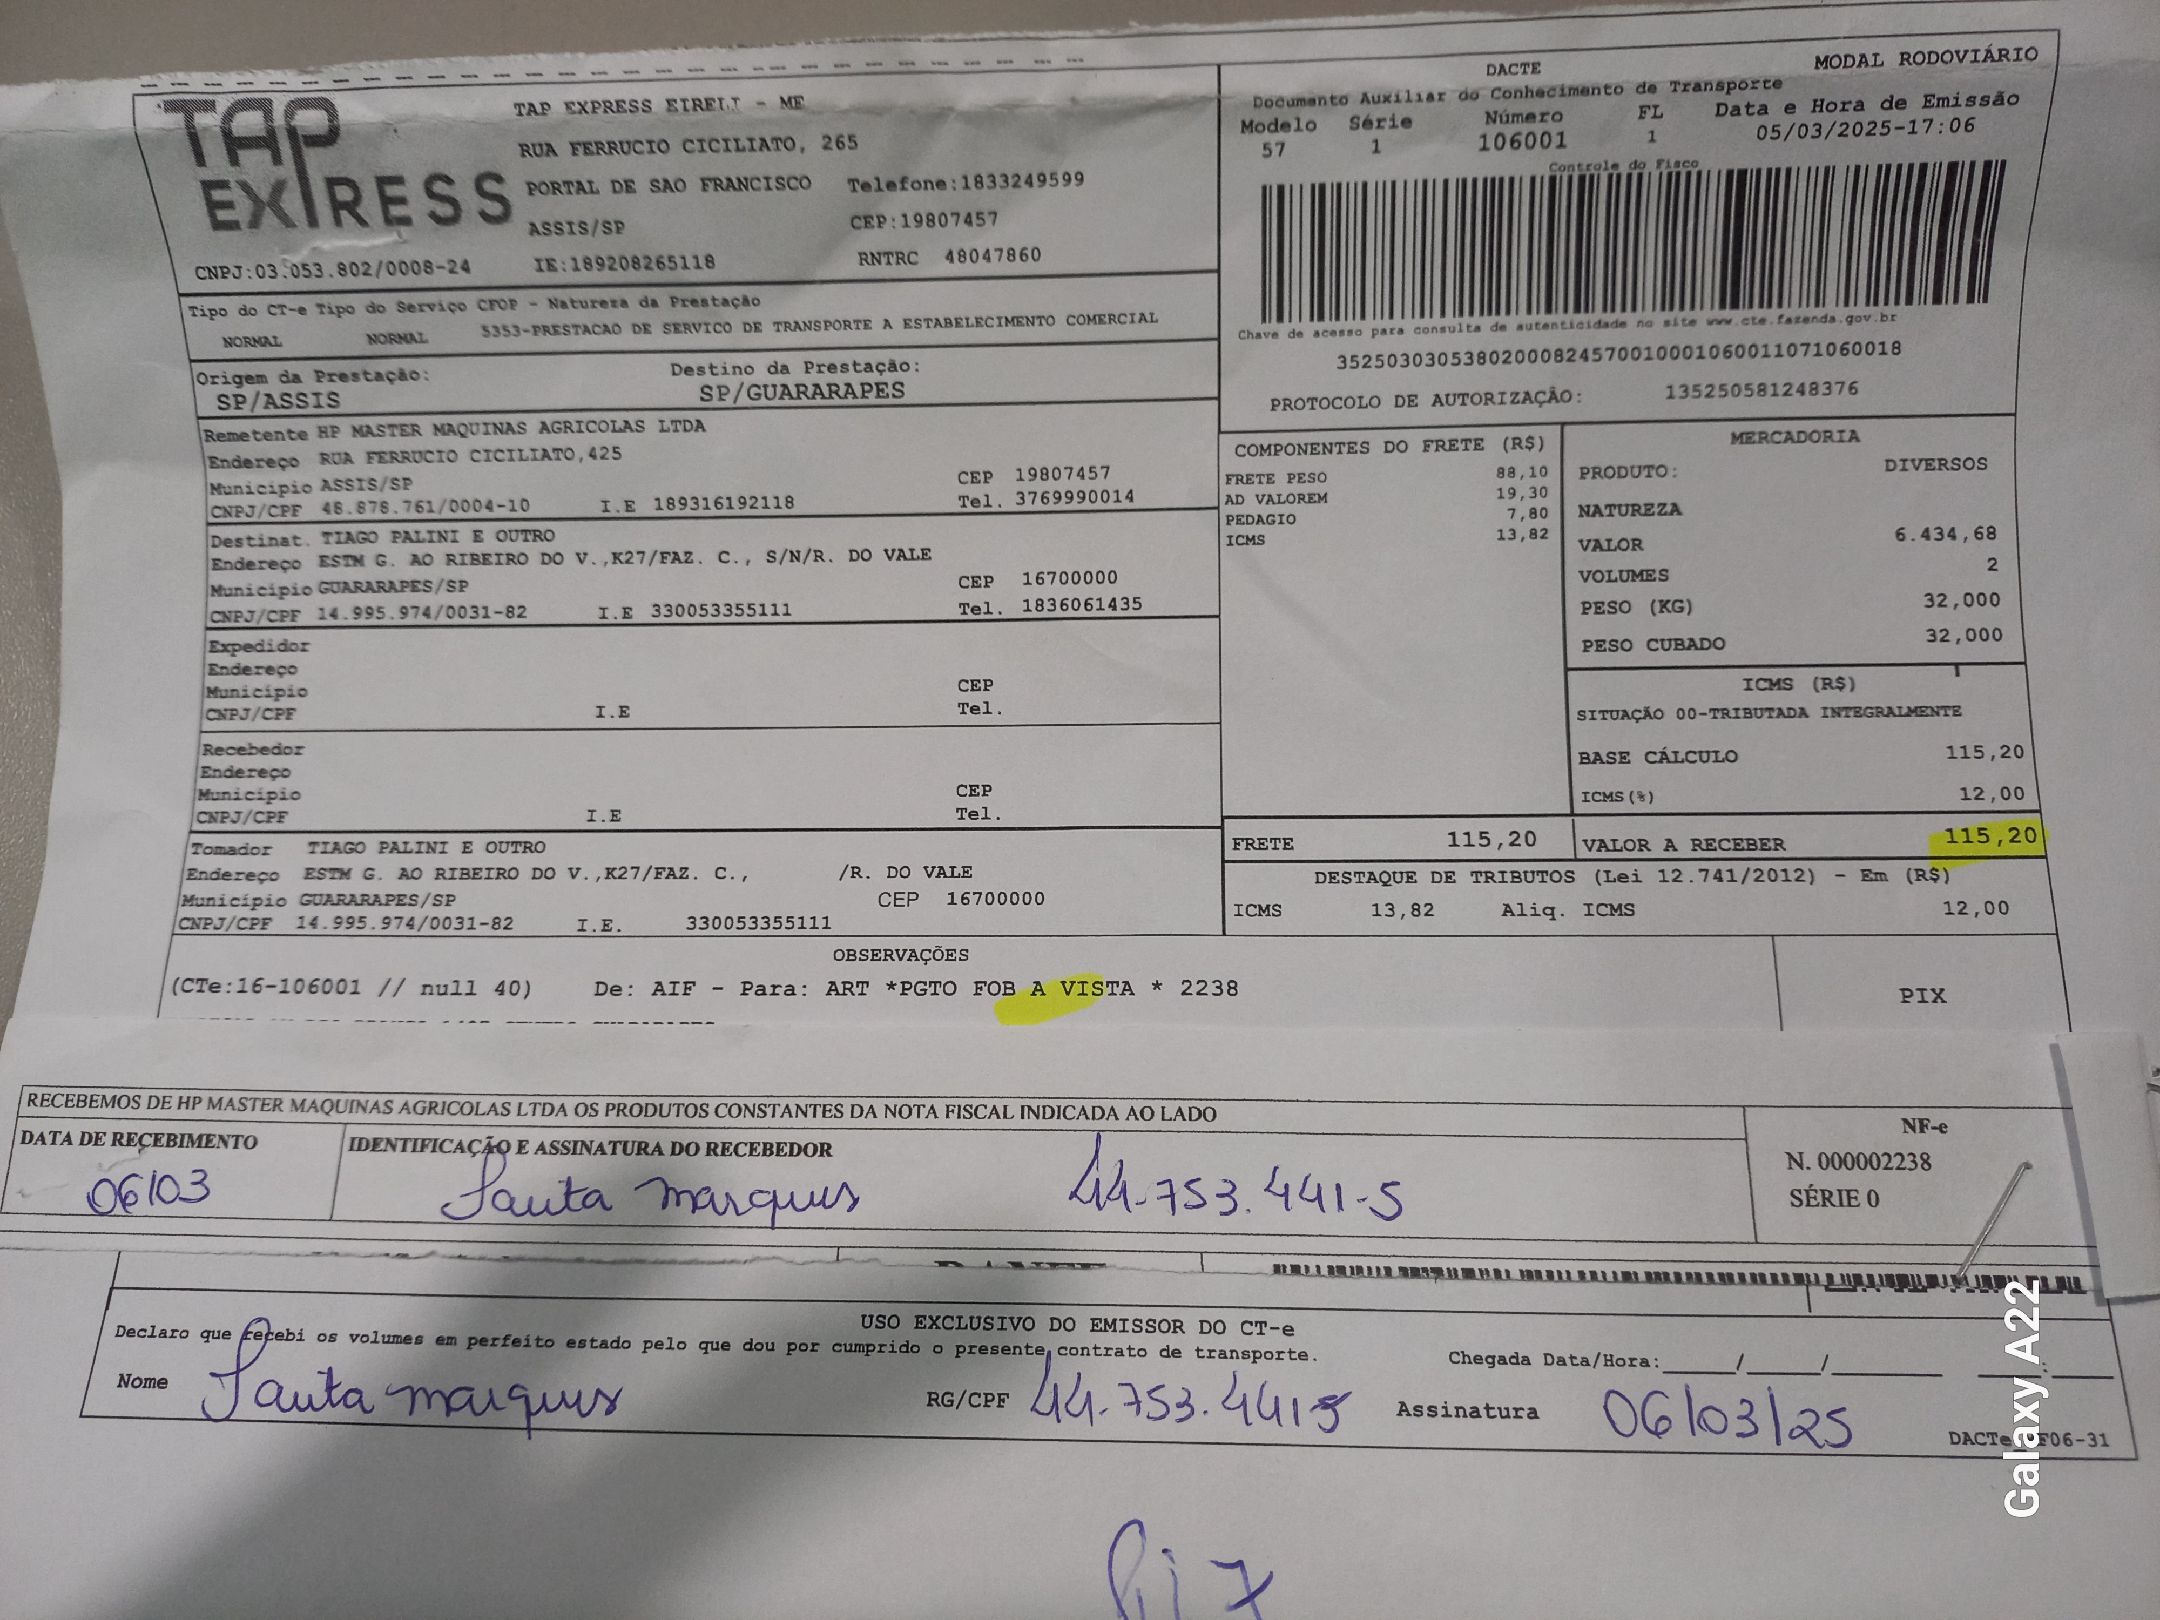 TAP EXPRESS
TAP EXPRESS EIRELI - ME
RUA FERRUCIO CICILIATO, 265
PORTAL DE SAO FRANCISCO Telefone:1833249599
ASSIS/SP CEP:19807457
CNPJ:03.053.802/0008-24 IE:189208265118 RNTRC 48047860
DACTE MODAL RODOVIÁRIO
Documento Auxiliar do Conhecimento de Transporte
Modelo Série Número FL Data e Hora de Emissão
57 1 106001 1 05/03/2025-17:06
Controle do Fisco
Chave de acesso para consulta de autenticidade no site www.cte.fazenda.gov.br
35250303053802000824570010001060011071060018
PROTOCOLO DE AUTORIZAÇÃO: 135250581248376
Tipo do CT-e Tipo do Serviço CFOP - Natureza da Prestação
NORMAL NORMAL 5353-PRESTACAO DE SERVICO DE TRANSPORTE A ESTABELECIMENTO COMERCIAL
Origem da Prestação: Destino da Prestação:
SP/ASSIS SP/GUARARAPES
Remetente HP MASTER MAQUINAS AGRICOLAS LTDA
Endereço RUA FERRUCIO CICILIATO,425
Município ASSIS/SP CEP 19807457
CNPJ/CPF 48.878.761/0004-10 I.E 189316192118 Tel. 3769990014
Destinat. TIAGO PALINI E OUTRO
Endereço ESTM G. AO RIBEIRO DO V.,K27/FAZ. C., S/N/R. DO VALE
Município GUARARAPES/SP CEP 16700000
CNPJ/CPF 14.995.974/0031-82 I.E 330053355111 Tel. 1836061435
Expedidor
Endereço
Município CEP
CNPJ/CPF I.E Tel.
Recebedor
Endereço
Município CEP
CNPJ/CPF I.E Tel.
Tomador TIAGO PALINI E OUTRO
Endereço ESTM G. AO RIBEIRO DO V.,K27/FAZ. C., /R. DO VALE
Município GUARARAPES/SP CEP 16700000
CNPJ/CPF 14.995.974/0031-82 I.E. 330053355111
COMPONENTES DO FRETE (R$)
FRETE PESO 88,10
AD VALOREM 19,30
PEDAGIO 7,80
ICMS 13,82
MERCADORIA
PRODUTO: DIVERSOS
NATUREZA
VALOR 6.434,68
VOLUMES 2
PESO (KG) 32,000
PESO CUBADO 32,000
ICMS (R$)
SITUAÇÃO 00-TRIBUTADA INTEGRALMENTE
BASE CÁLCULO 115,20
ICMS(%) 12,00
FRETE 115,20 VALOR A RECEBER 115,20
DESTAQUE DE TRIBUTOS (Lei 12.741/2012) - Em (R$)
ICMS 13,82 Aliq. ICMS 12,00
OBSERVAÇÕES
(CTe:16-106001 // null 40) De: AIF - Para: ART *PGTO FOB A VISTA * 2238
PIX
RECEBEMOS DE HP MASTER MAQUINAS AGRICOLAS LTDA OS PRODUTOS CONSTANTES DA NOTA FISCAL INDICADA AO LADO
DATA DE RECEBIMENTO IDENTIFICAÇÃO E ASSINATURA DO RECEBEDOR
06/03 marques 44.753.441-5
NF-e
N. 000002238
SÉRIE 0
USO EXCLUSIVO DO EMISSOR DO CT-e
Declaro que recebi os volumes em perfeito estado pelo que dou por cumprido o presente contrato de transporte.
Chegada Data/Hora:_____/_____/_______ ____:____
Nome marques RG/CPF 44.753.441-5 Assinatura 06/03/25
F06-31
Galaxy A22